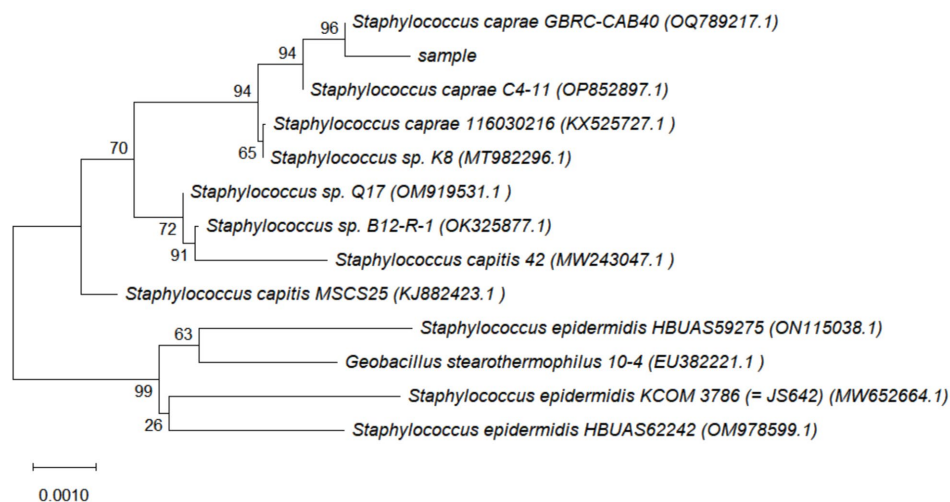 96
Staphylococcus caprae GBRC-CAB40 (OQ789217.1)
94
sample
94
Staphylococcus caprae C4-11 (OP852897.1)
Staphylococcus caprae 116030216 (KX525727.1)
70
65
Staphylococcus sp. K8 (MT982296.1)
Staphylococcus sp. Q17 (OM919531.1 )
72
Staphylococcus sp. B12-R-1 (OK325877.1)
91
Staphylococcus capitis 42 (MW243047.1 )
Staphylococcus capitis MSCS25 (KJ882423.1 )
63
Staphylococcus epidermidis HBUAS59275 (ON115038.1)
Geobacillus stearothermophilus 10-4 (EU382221.1 )
99
Staphylococcus epidermidis KCOM 3786 (= JS642) (MW652664.1)
26
Staphylococcus epidermidis HBUAS62242 (OM978599.1)
0.0010